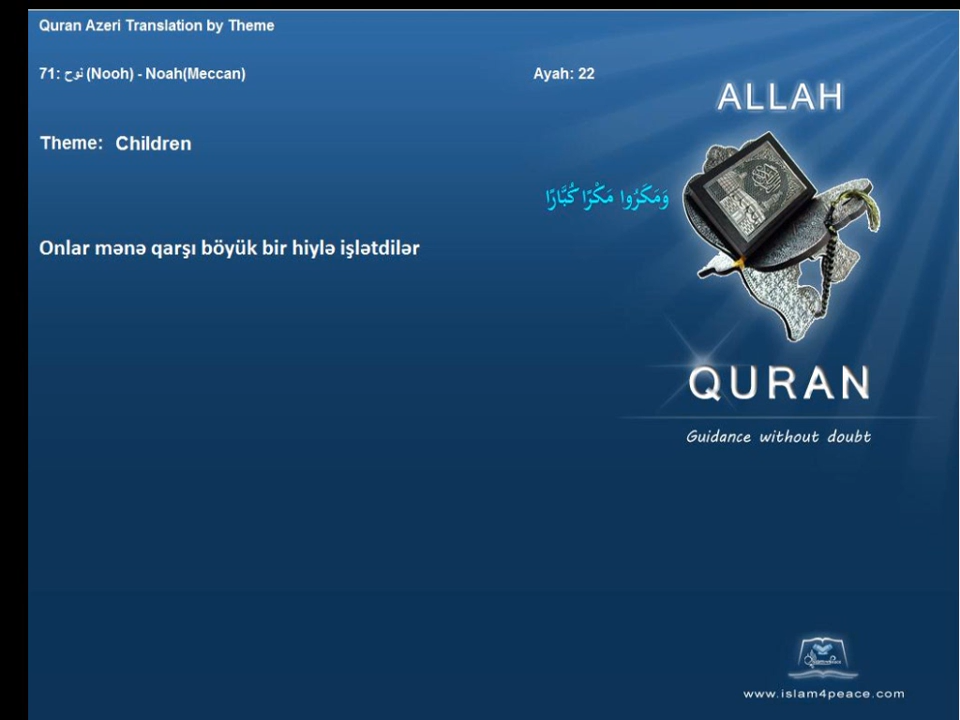 Quran Azeri Translation by Theme
71: نوح (Nooh) - Noah(Meccan)
Ayah: 22
Theme: Children
وَمَكَرُوا مَكْرًا كُبَّارًا
Onlar mənə qarşı böyük bir hiylə işlətdilər
ALLAH
QURAN
Guidance without doubt
www.islam4peace.com